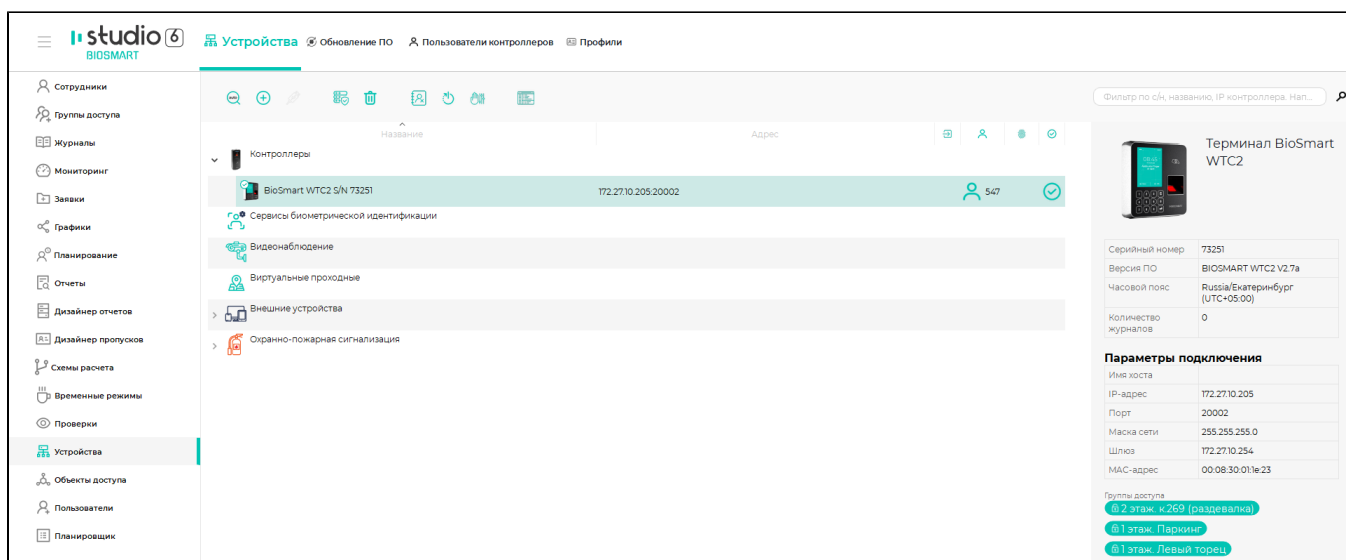 studio 6
BIOSMART
Устройства
Обновление ПО
Пользователи контроллеров
Профили
Сотрудники
Группы доступа
Журналы
Мониторинг
Заявки
Графики
Планирование
Отчеты
Дизайнер отчетов
Дизайнер пропусков
Схемы расчета
Временные режимы
Проверки
Устройства
Объекты доступа
Пользователи
Планировщик
Фильтр по с/н, названию, IP контроллера. Нап...
Название
Адрес
Контроллеры
BioSmart WTC2 S/N 73251
172.27.10.205:20002
547
Сервисы биометрической идентификации
Видеонаблюдение
Виртуальные проходные
Внешние устройства
Охранно-пожарная сигнализация
Терминал BioSmart
WTC2
Серийный номер 73251
Версия ПО BIOSMART WTC2 V2.7a
Часовой пояс Russia/Екатеринбург
(UTC+05:00)
Количество 0
журналов
Параметры подключения
Имя хоста
IP-адрес 172.27.10.205
Порт 20002
Маска сети 255.255.255.0
Шлюз 172.27.10.254
MAC-адрес 00:08:30:01:1e:23
Группы доступа
2 этаж. к.269 (раздевалка)
1 этаж. Паркинг
1 этаж. Левый торец